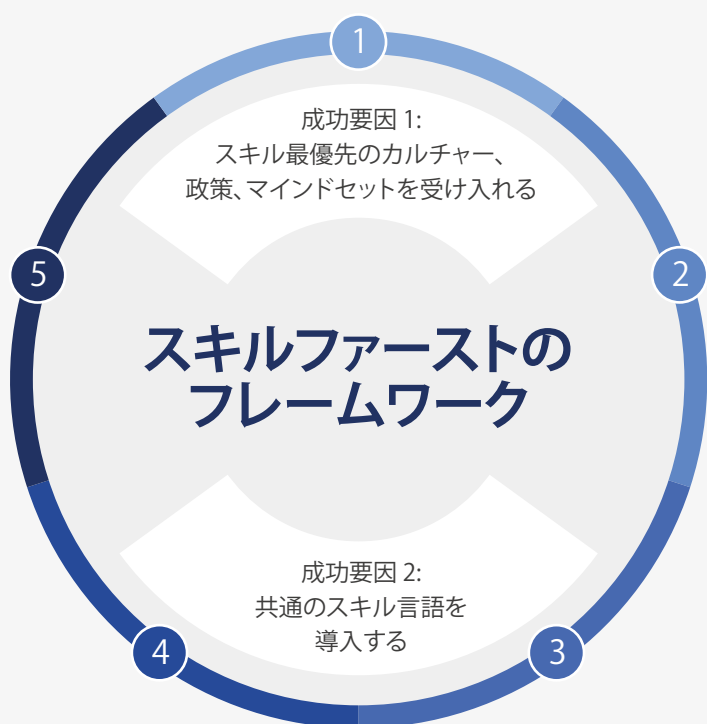 1
成功要因 1:
スキル最優先のカルチャー、
政策、マインドセットを受け入れる
5
2
スキルファーストの
フレームワーク
成功要因 2:
共通のスキル言語を
導入する
4
3